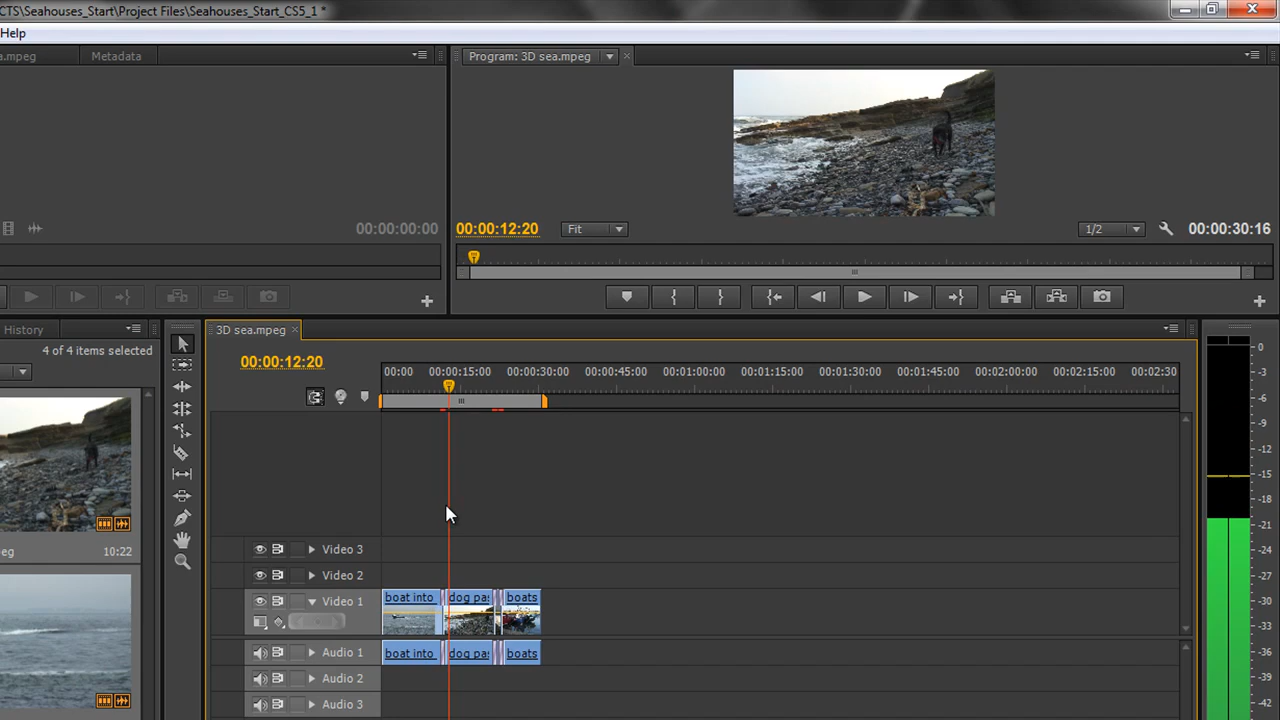 CTS\Seahouses_Start\Project Files\Seahouses_Start_CS5_1 *
Help
a.mpeg Metadata
Program: 3D sea.mpeg
00:00:00:00
00:00:12:20 Fit 1/2 00:00:30:16
History
4 of 4 items selected
3D sea.mpeg
00:00:12:20
00:00 00:00:15:00 00:00:30:00 00:00:45:00 00:01:00:00 00:01:15:00 00:01:30:00 00:01:45:00 00:02:00:00 00:02:15:00 00:02:30
0
-3
-6
-9
-12
-15
-18
-21
-24
-27
-30
-33
-36
-39
-42
peg 10:22
Video 3
Video 2
Video 1
boat into dog pas boats
Audio 1
boat into dog pas boats
Audio 2
Audio 3